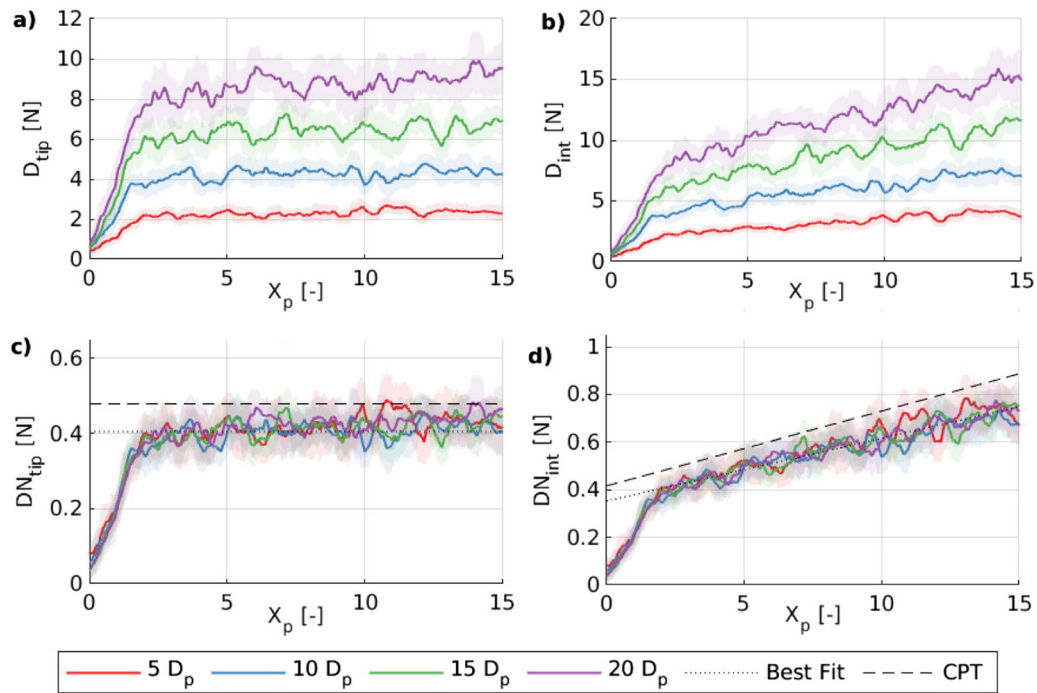 a)
12
10
8
6
4
2
0
D_tip [N]
0 5 10 15
X_p [-]
b)
20
15
10
5
0
D_int [N]
0 5 10 15
X_p [-]
c)
0.6
0.4
0.2
0
DN_tip [N]
0 5 10 15
X_p [-]
d)
1
0.8
0.6
0.4
0.2
0
DN_int [N]
0 5 10 15
X_p [-]
5 D_p 10 D_p 15 D_p 20 D_p Best Fit CPT